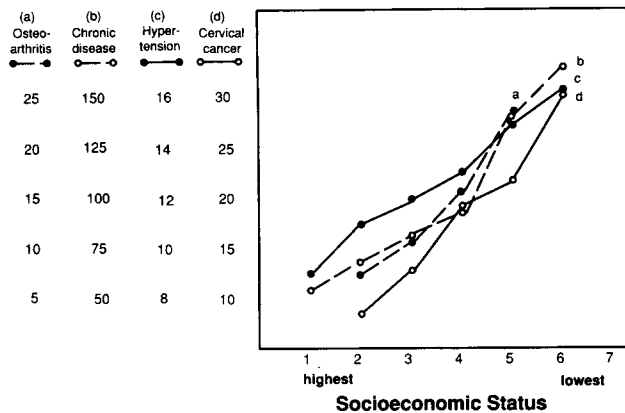 (a) (b) (c) (d)
Osteo- Chronic Hyper- Cervical
arthritis disease tension cancer
25 150 16 30
20 125 14 25
15 100 12 20
10 75 10 15
5 50 8 10
a
b
c
d
1 2 3 4 5 6 7
highest lowest
Socioeconomic Status